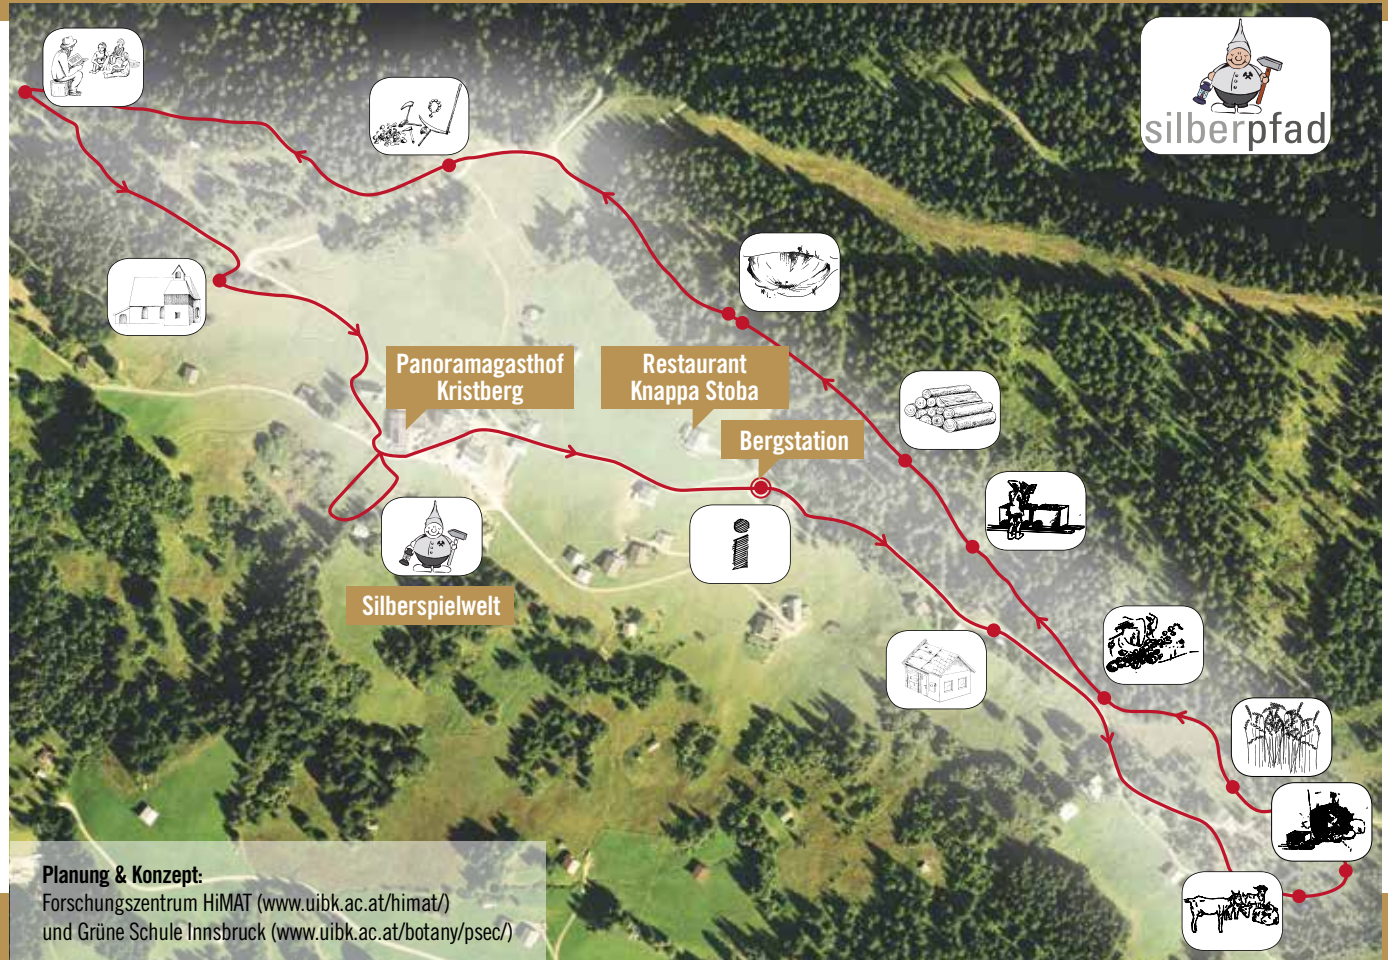 silberpfad
Panoramagasthof
Kristberg
Restaurant
Knappa Stoba
Bergstation
i
Silberspielwelt
Planung & Konzept:
Forschungszentrum HiMAT (www.uibk.ac.at/himat/)
und Grüne Schule Innsbruck (www.uibk.ac.at/botany/psec/)